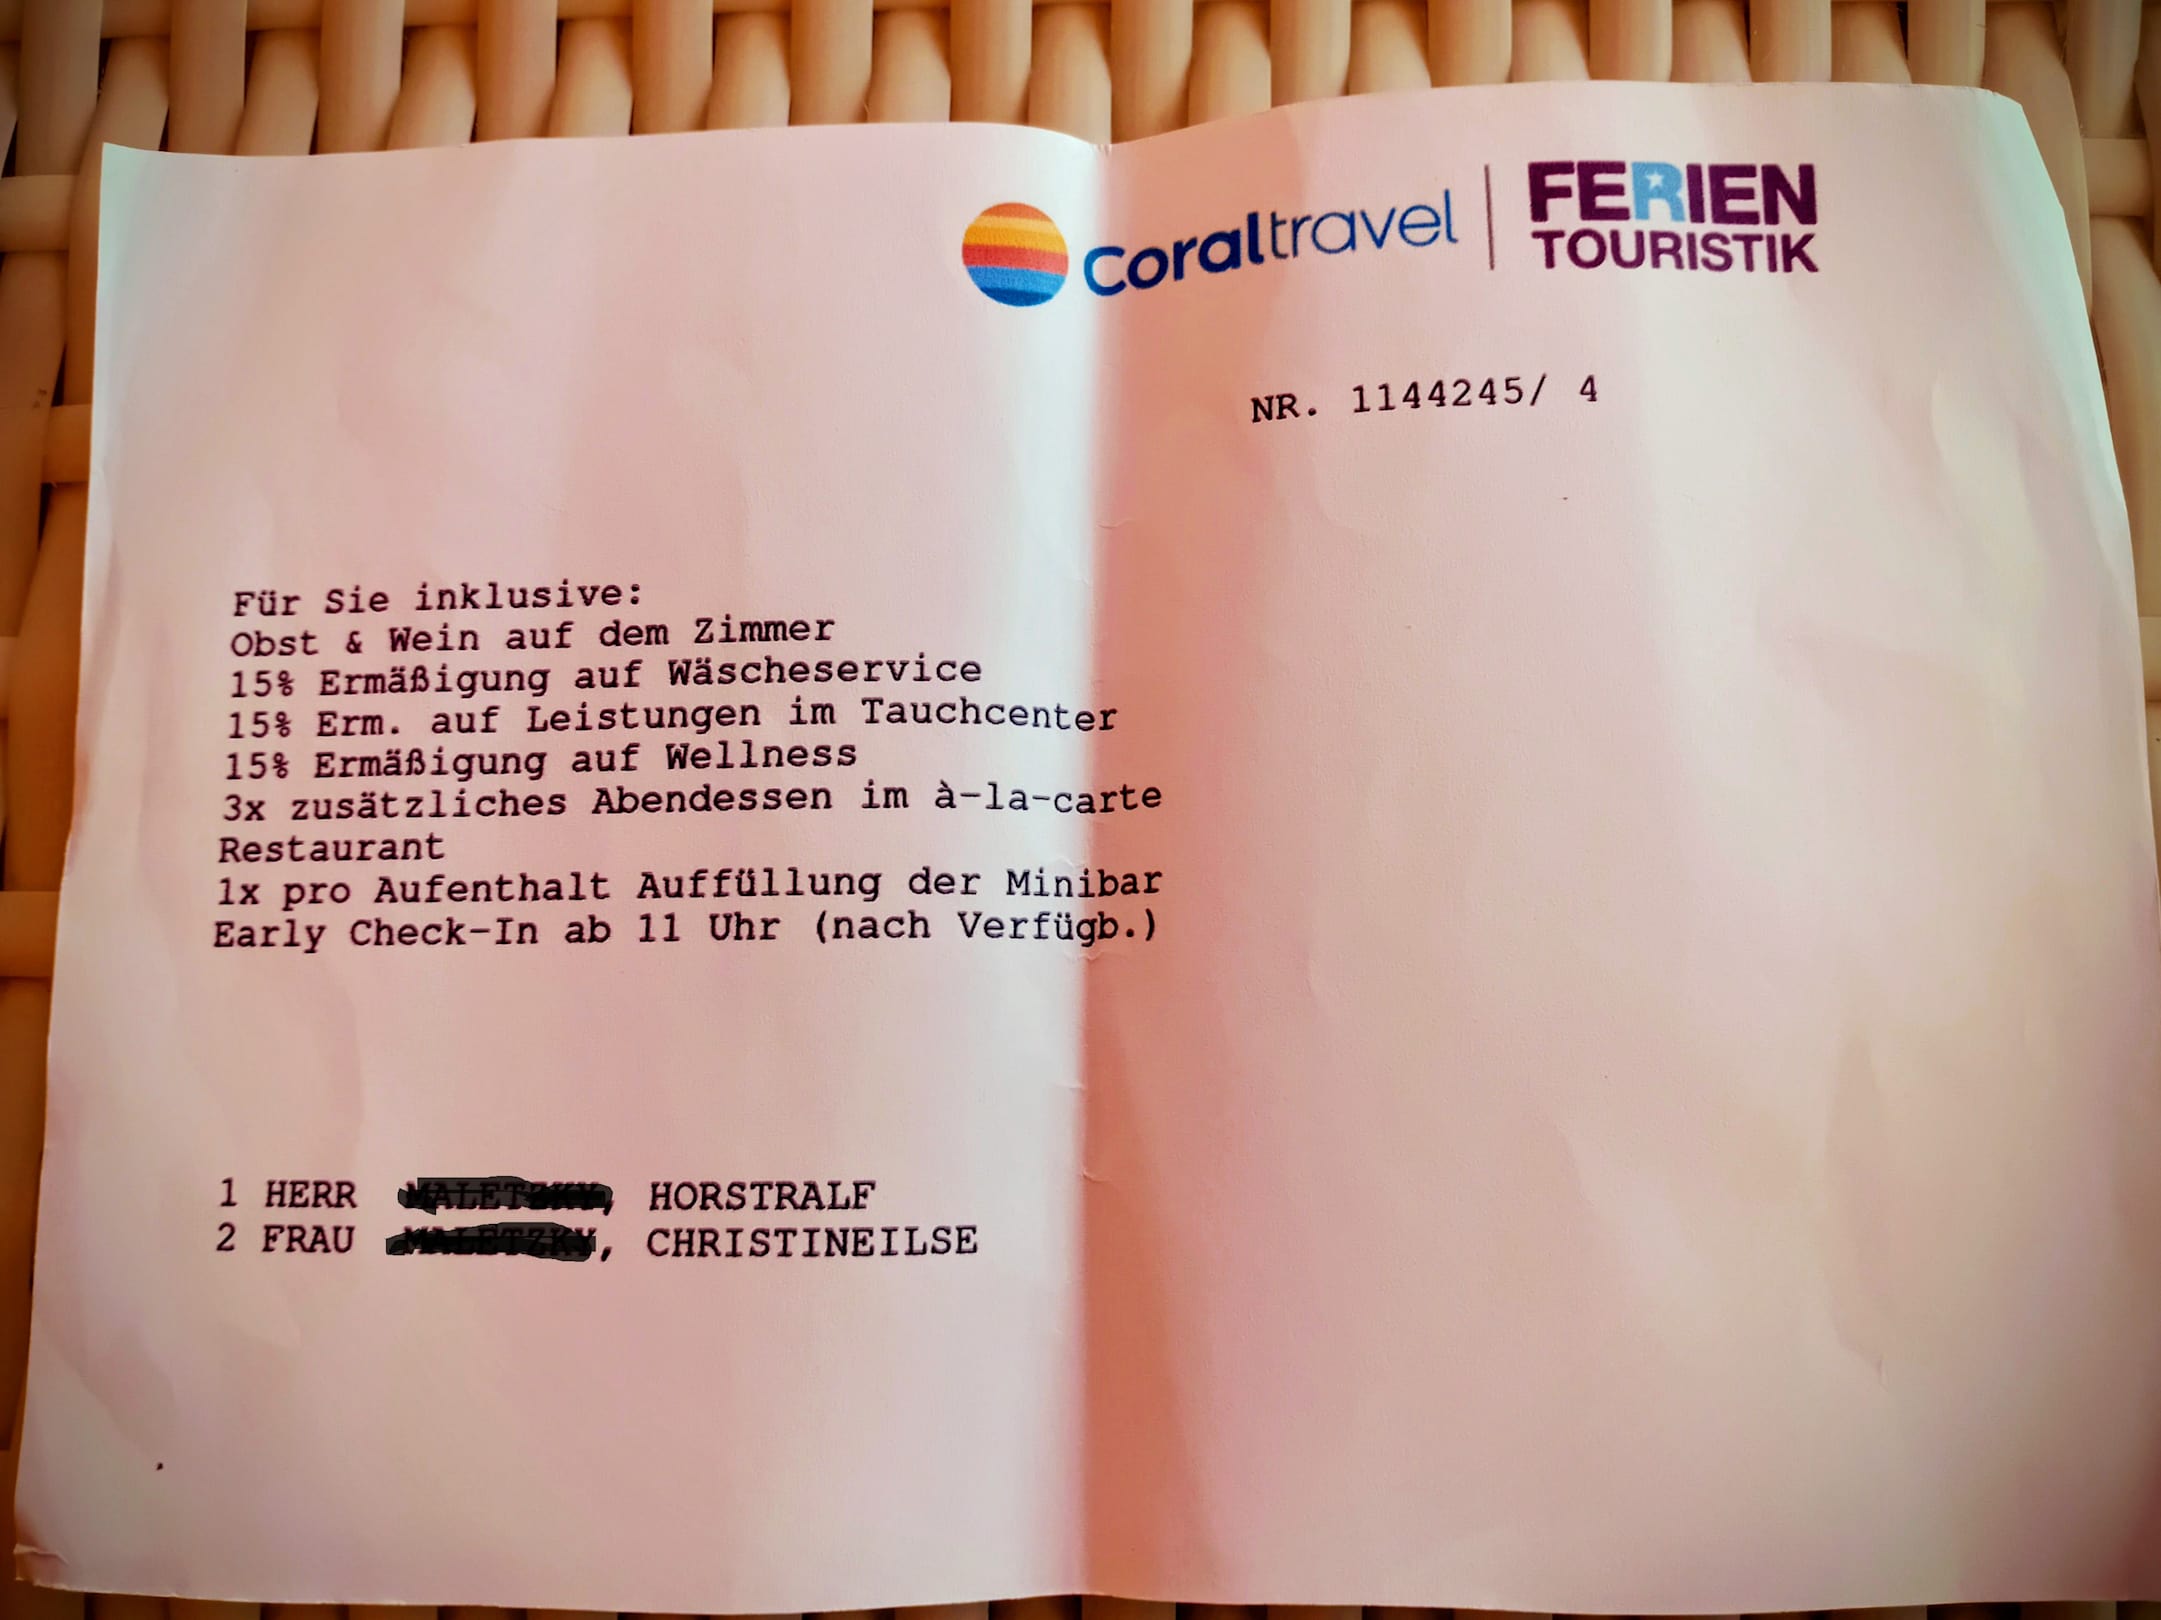 coraltravel | FERIEN
TOURISTIK
NR. 1144245/ 4
Für Sie inklusive:
Obst & Wein auf dem Zimmer
15% Ermäßigung auf Wäscheservice
15% Erm. auf Leistungen im Tauchcenter
15% Ermäßigung auf Wellness
3x zusätzliches Abendessen im à-la-carte
Restaurant
1x pro Aufenthalt Auffüllung der Minibar
Early Check-In ab 11 Uhr (nach Verfügb.)
1 HERR , HORSTRALF
2 FRAU , CHRISTINEILSE